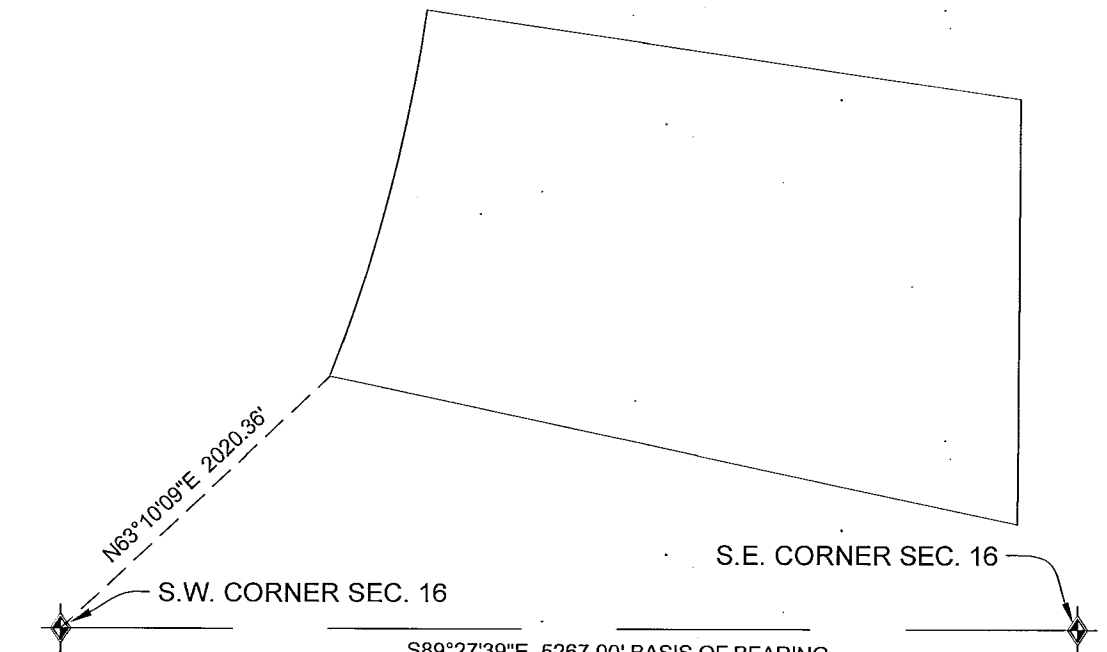 N63°10'09"E 2020.36'
S.E. CORNER SEC. 16
S.W. CORNER SEC. 16
S89°27'39"E 5267.00' BASIS OF BEARING